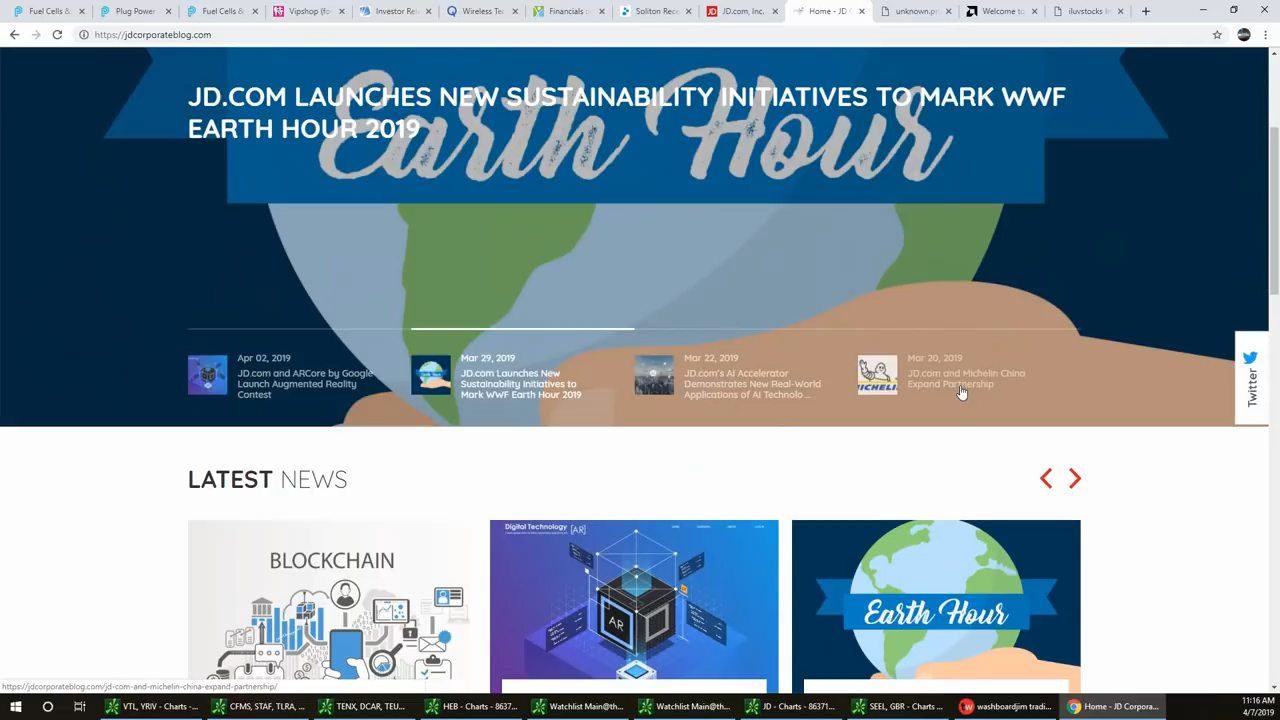 Fuel Cells &
Plug Power
Fuel Cells &
Vipshop (for
Investor Rel
Wireless Te
Financials
Soliton Rece
JD.com, Inc.
Home - JD C
unknown.p
Welcome to
iluvstocks I
https://jdcorporateblog.com
JD.COM LAUNCHES NEW SUSTAINABILITY INITIATIVES TO MARK WWF
EARTH HOUR 2019
Earth Hour
Apr 02, 2019
JD.com and ARCore by Google
Launch Augmented Reality
Contest
Mar 29, 2019
JD.com Launches New
Sustainability Initiatives to
Mark WWF Earth Hour 2019
Mar 22, 2019
JD.com's AI Accelerator
Demonstrates New Real-World
Applications of AI Technolo ...
MICHELIN
Mar 20, 2019
JD.com and Michelin China
Expand Partnership
Twitter
LATEST NEWS
BLOCKCHAIN
Digital Technology [AR]
AR
Earth Hour
https://jdcorporateblog.com/jd-com-and-michelin-china-expand-partnership/
VTL, YRIV - Charts -...
CFMS, STAF, TLRA, ...
TENX, DCAR, TEU...
HEB - Charts - 8637...
Watchlist Main@th...
Watchlist Main@th...
JD - Charts - 86371...
SEEL, GBR - Charts ...
washboardjim tradi...
Home - JD Corpora...
11:16 AM
4/7/2019